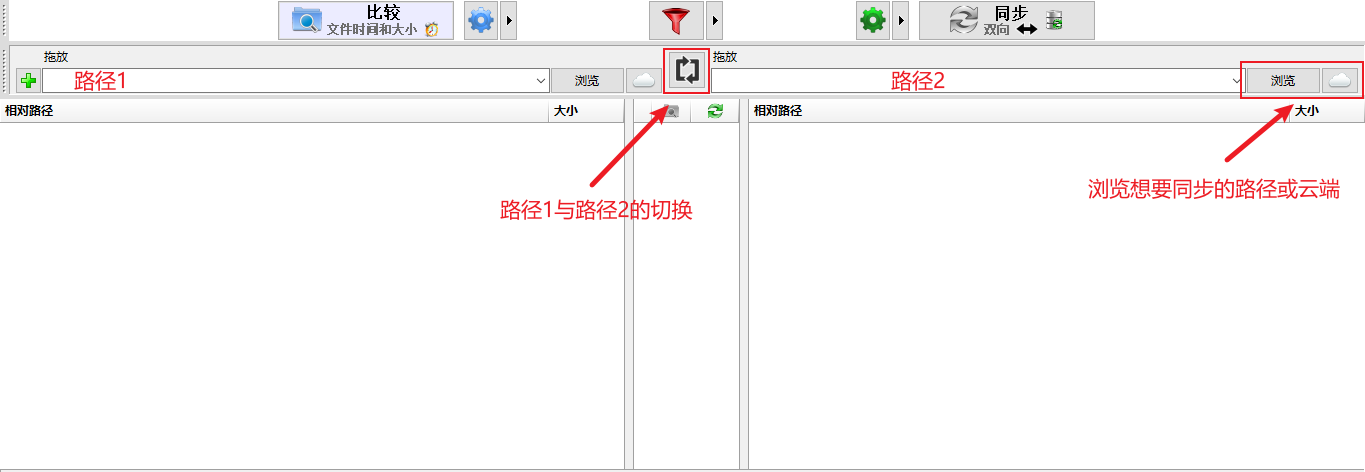 比较
文件时间和大小
同步
双向
拖放
拖放
路径1
浏览
路径2
浏览
相对路径
大小
相对路径
大小
路径1与路径2的切换
浏览想要同步的路径或云端